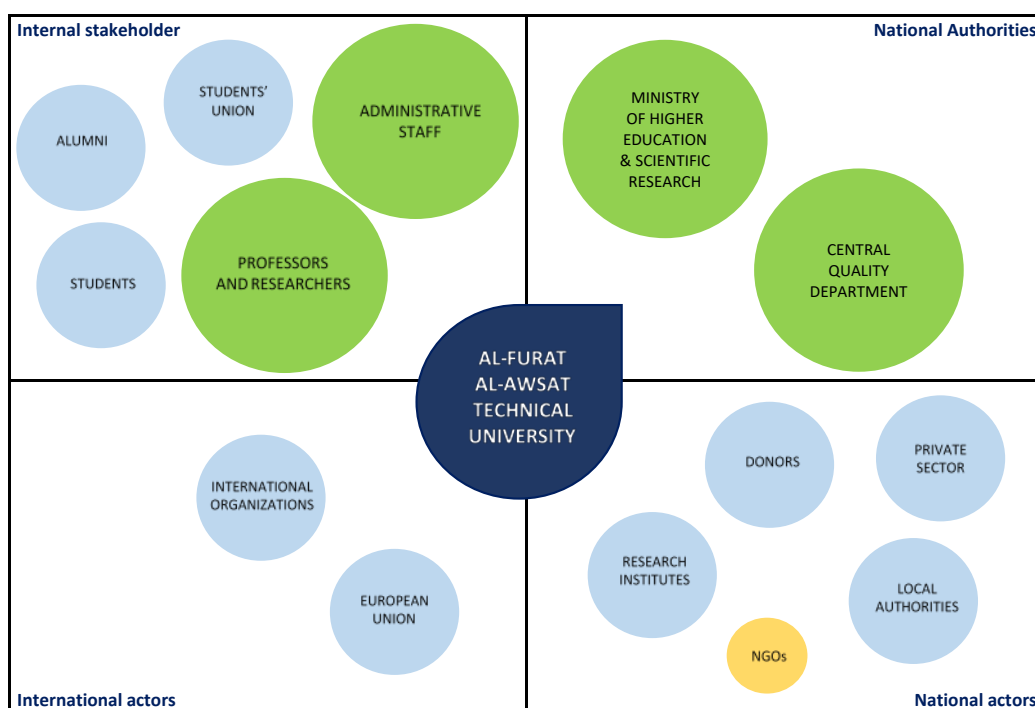 Internal stakeholder
National Authorities
STUDENTS'
UNION
ALUMNI
ADMINISTRATIVE
STAFF
STUDENTS
PROFESSORS
AND RESEARCHERS
MINISTRY
OF HIGHER
EDUCATION
& SCIENTIFIC
RESEARCH
CENTRAL
QUALITY
DEPARTMENT
AL-FURAT
AL-AWSAT
TECHNICAL
UNIVERSITY
INTERNATIONAL
ORGANIZATIONS
EUROPEAN
UNION
DONORS
PRIVATE
SECTOR
RESEARCH
INSTITUTES
LOCAL
AUTHORITIES
NGOs
International actors
National actors